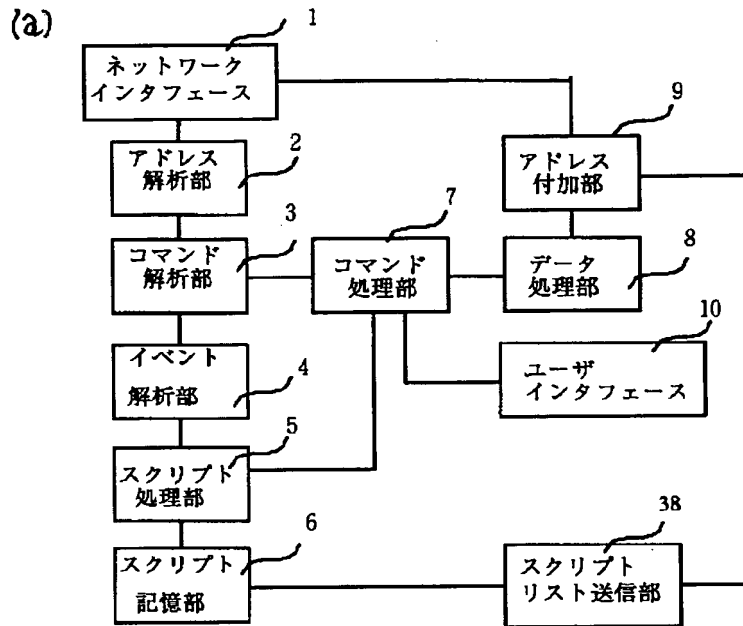 (a)
1
ネットワーク
インタフェース
2
アドレス
解析部
3
コマンド
解析部
イベント
解析部
4
5
スクリプト
処理部
6
スクリプト
記憶部
7
コマンド
処理部
9
アドレス
付加部
データ
処理部
8
10
ユーザ
インタフェース
38
スクリプト
リスト送信部